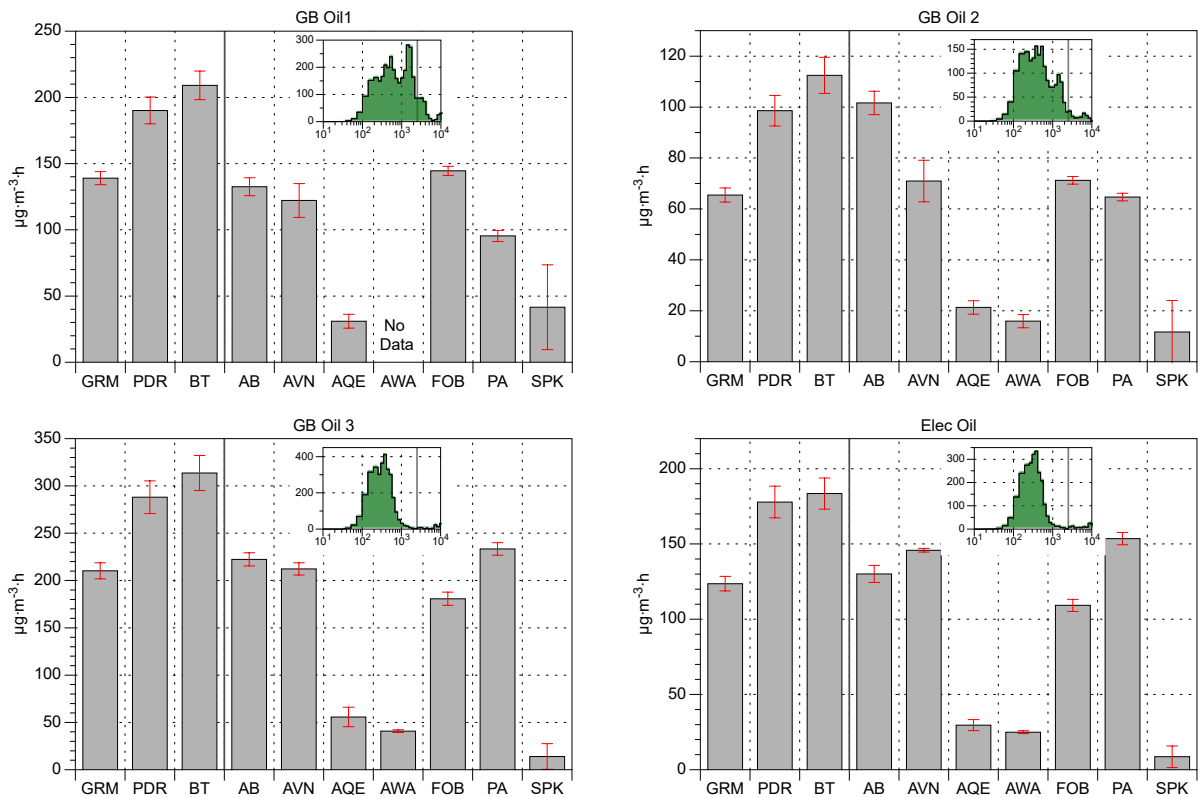 GB Oil1
250
200
150
100
50
0
µg·m⁻³·h
300
200
100
0
10¹ 10² 10³ 10⁴
No
Data
GRM PDR BT AB AVN AQE AWA FOB PA SPK
GB Oil 2
120
100
80
60
40
20
0
µg·m⁻³·h
150
100
50
0
10¹ 10² 10³ 10⁴
GRM PDR BT AB AVN AQE AWA FOB PA SPK
GB Oil 3
350
300
250
200
150
100
50
0
µg·m⁻³·h
400
200
0
10¹ 10² 10³ 10⁴
GRM PDR BT AB AVN AQE AWA FOB PA SPK
Elec Oil
200
150
100
50
0
µg·m⁻³·h
300
200
100
0
10¹ 10² 10³ 10⁴
GRM PDR BT AB AVN AQE AWA FOB PA SPK